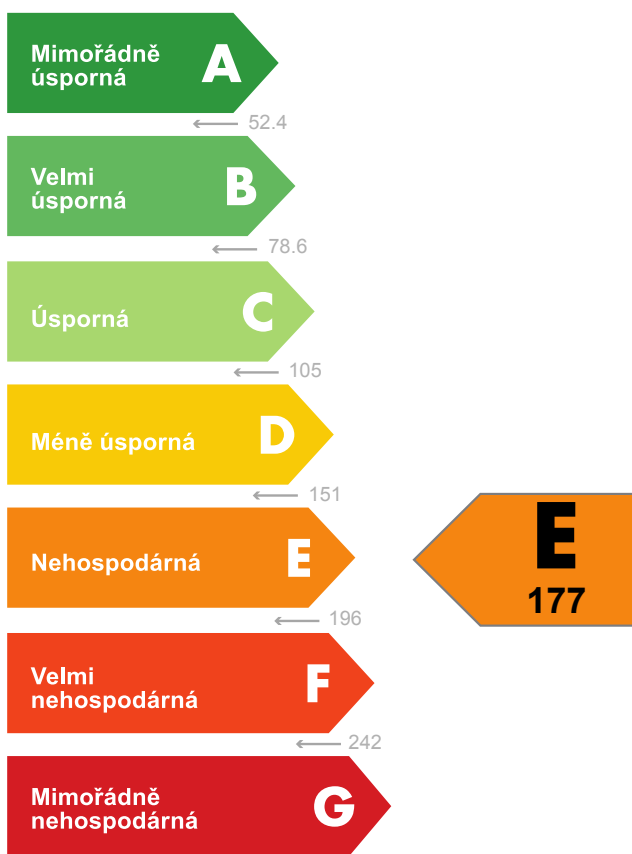 Mimořádně
úsporná
A
52.4
Velmi
úsporná
B
78.6
Úsporná
C
105
Méně úsporná
D
151
Nehospodárná
E
196
E
177
Velmi
nehospodárná
F
242
Mimořádně
nehospodárná
G